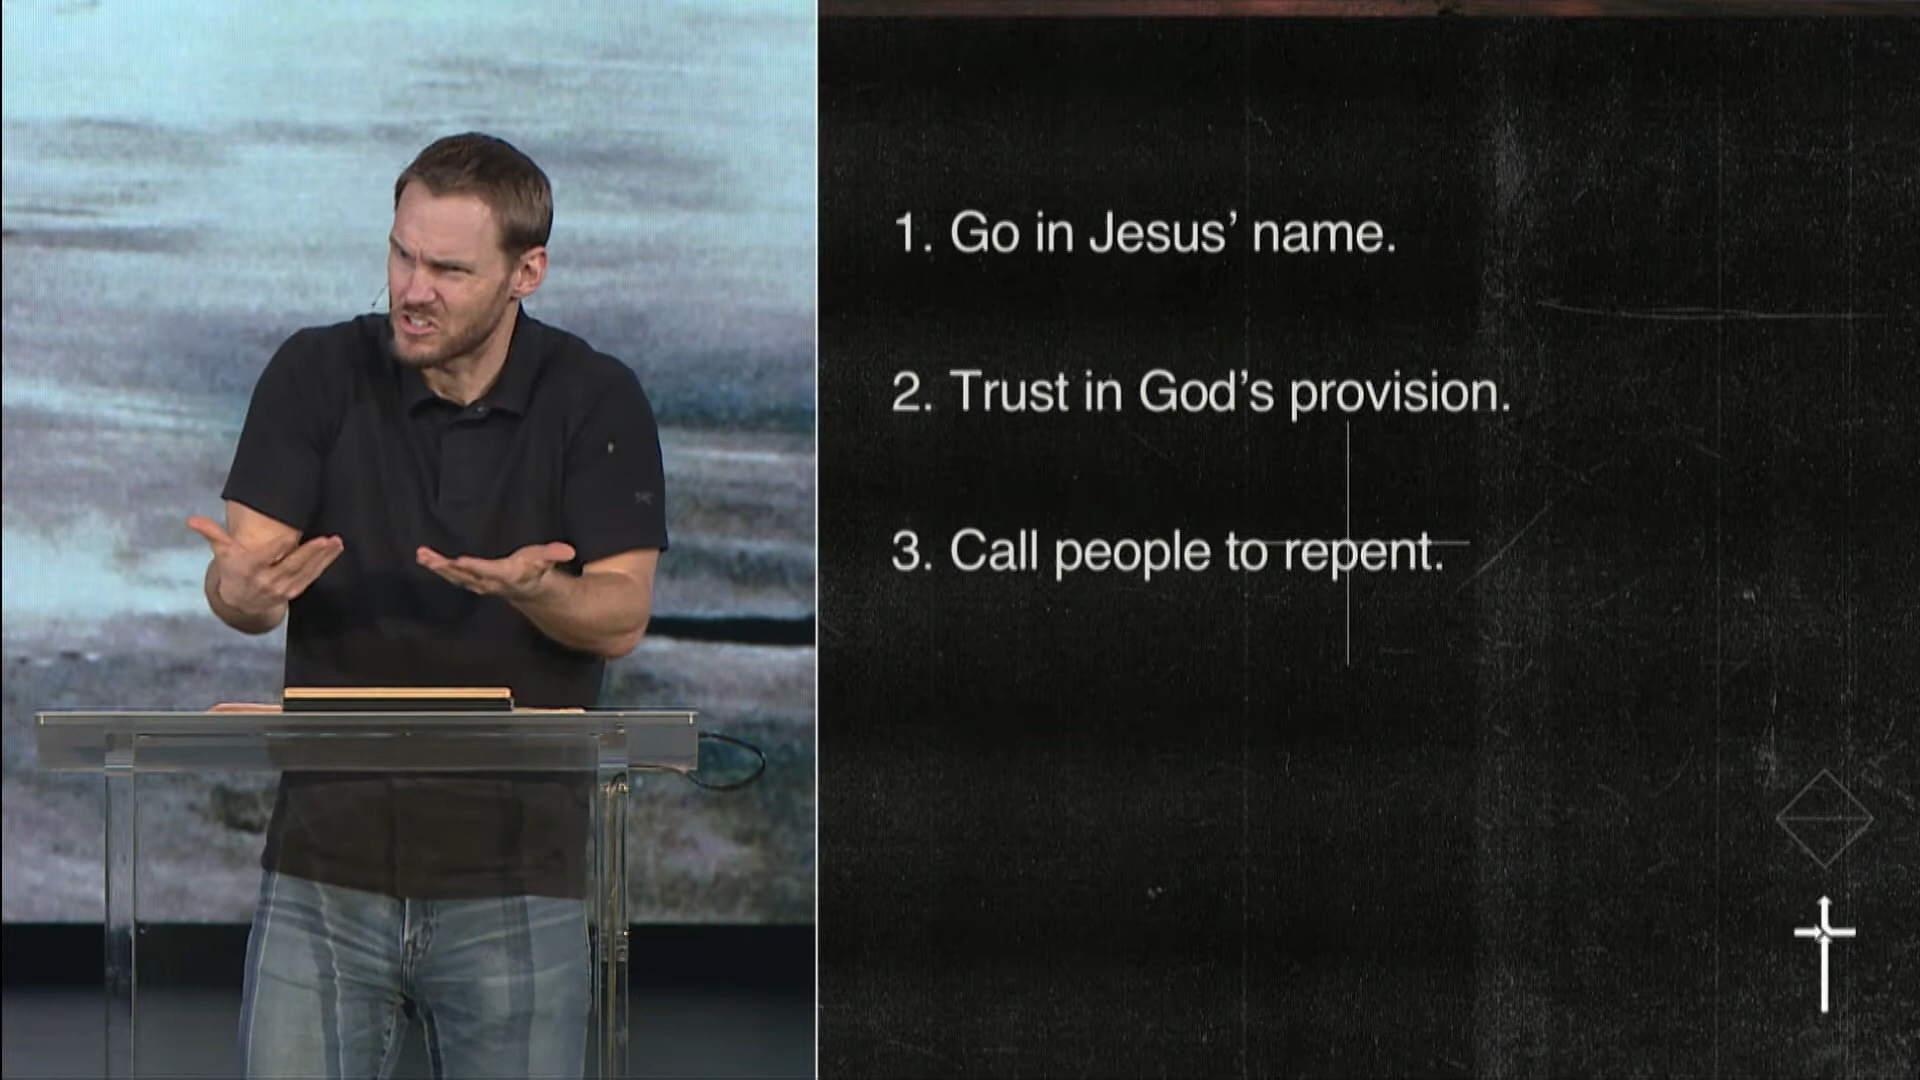 1. Go in Jesus’ name.
2. Trust in God’s provision.
3. Call people to repent.